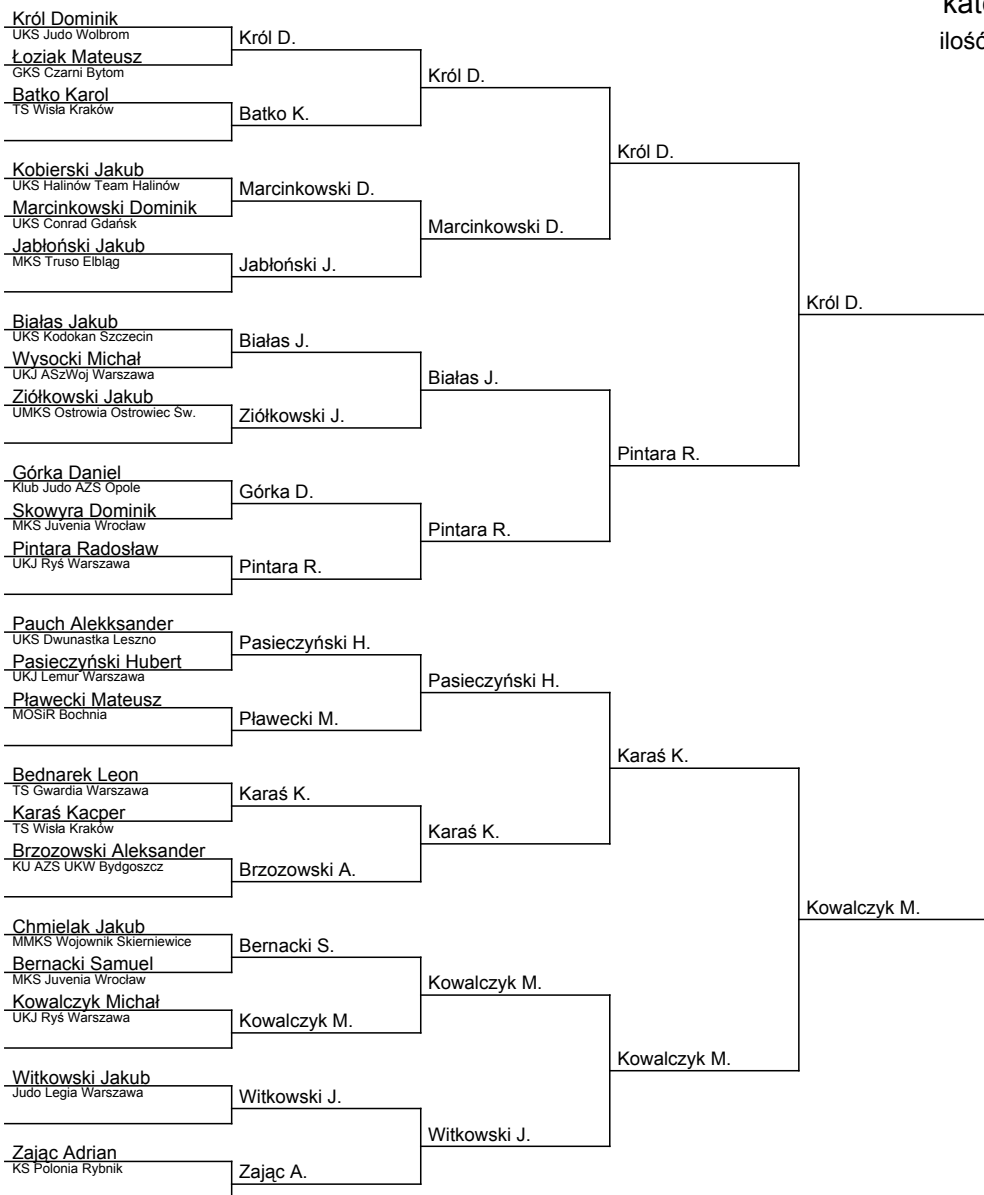 Król Dominik
UKS Judo Wolbrom
Łoziak Mateusz
GKS Czarni Bytom
Batko Karol
TS Wisła Kraków
Kobierski Jakub
UKS Halinów Team Halinów
Marcinkowski Dominik
UKS Conrad Gdańsk
Jabłoński Jakub
MKS Truso Elbląg
Białas Jakub
UKS Kodokan Szczecin
Wysocki Michał
UKJ ASzWoj Warszawa
Ziółkowski Jakub
UMKS Ostrowia Ostrowiec Św.
Górka Daniel
Klub Judo AZS Opole
Skowyra Dominik
MKS Juvenia Wrocław
Pintara Radosław
UKJ Ryś Warszawa
Pauch Alekksander
UKS Dwunastka Leszno
Pasieczyński Hubert
UKJ Lemur Warszawa
Pławecki Mateusz
MOSiR Bochnia
Bednarek Leon
TS Gwardia Warszawa
Karaś Kacper
TS Wisła Kraków
Brzozowski Aleksander
KU AZS UKW Bydgoszcz
Chmielak Jakub
MMKS Wojownik Skierniewice
Bernacki Samuel
MKS Juvenia Wrocław
Kowalczyk Michał
UKJ Ryś Warszawa
Witkowski Jakub
Judo Legia Warszawa
Zając Adrian
KS Polonia Rybnik
Król D.
Batko K.
Marcinkowski D.
Jabłoński J.
Białas J.
Ziółkowski J.
Górka D.
Pintara R.
Pasieczyński H.
Pławecki M.
Karaś K.
Brzozowski A.
Bernacki S.
Kowalczyk M.
Witkowski J.
Zając A.
Król D.
Marcinkowski D.
Białas J.
Pintara R.
Pasieczyński H.
Karaś K.
Kowalczyk M.
Witkowski J.
Król D.
Pintara R.
Karaś K.
Kowalczyk M.
Król D.
Kowalczyk M.
ilość